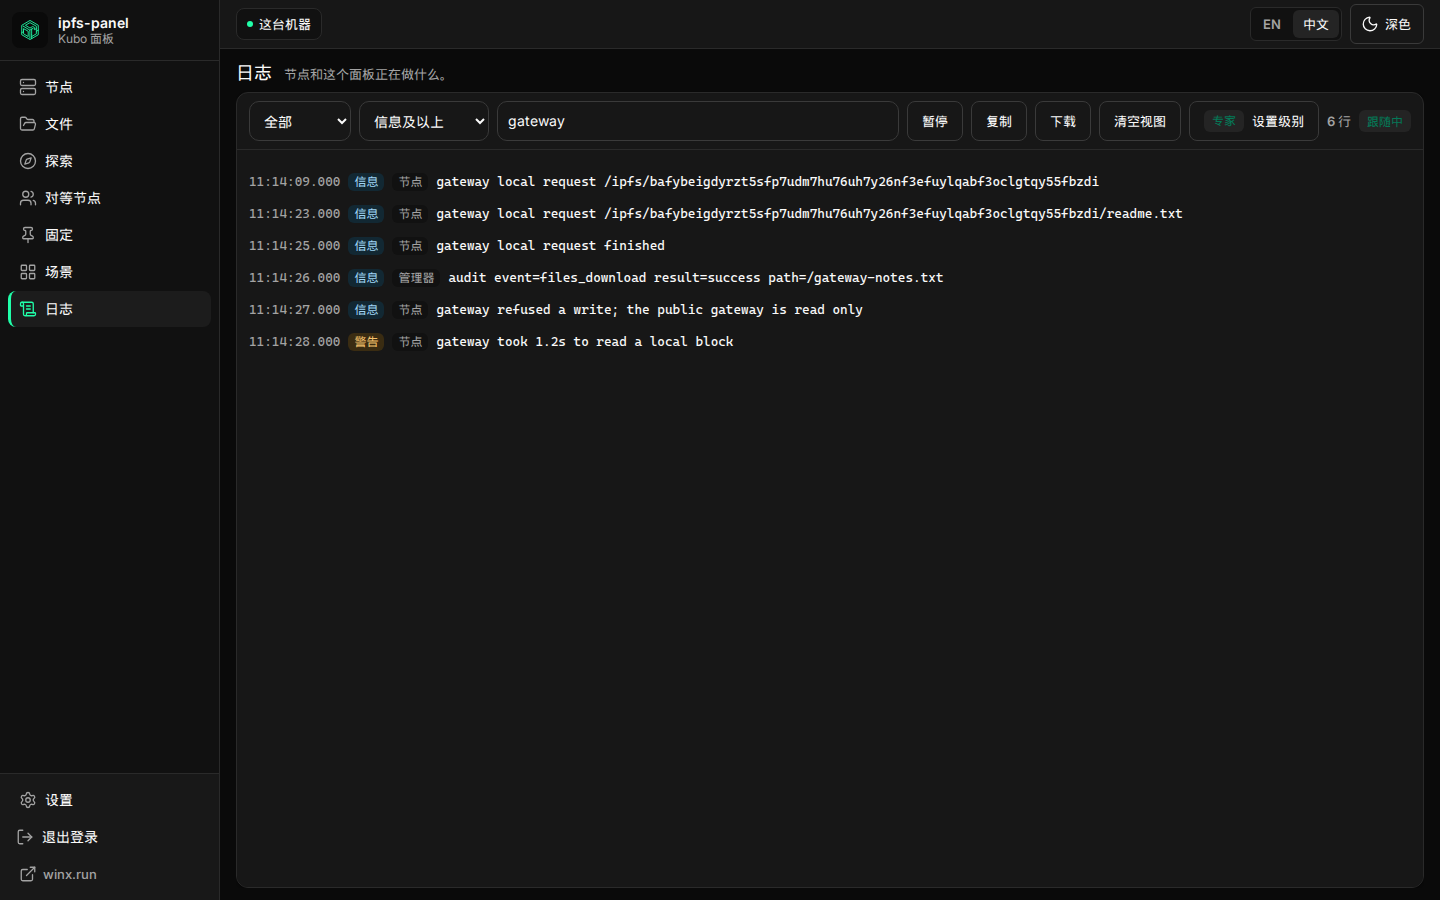 ipfs-panel
Kubo 面板
节点
文件
探索
对等节点
固定
场景
日志
设置
退出登录
winx.run
这台机器
EN 中文 深色
日志 节点和这个面板正在做什么。
全部 信息及以上 gateway 暂停 复制 下载 清空视图 专家 设置级别 6 行 跟随中
11:14:09.000 信息 节点 gateway local request /ipfs/bafybeigdyrzt5sfp7udm7hu76uh7y26nf3efuylqabf3oclgtqy55fbzdi
11:14:23.000 信息 节点 gateway local request /ipfs/bafybeigdyrzt5sfp7udm7hu76uh7y26nf3efuylqabf3oclgtqy55fbzdi/readme.txt
11:14:25.000 信息 节点 gateway local request finished
11:14:26.000 信息 管理器 audit event=files_download result=success path=/gateway-notes.txt
11:14:27.000 信息 节点 gateway refused a write; the public gateway is read only
11:14:28.000 警告 节点 gateway took 1.2s to read a local block